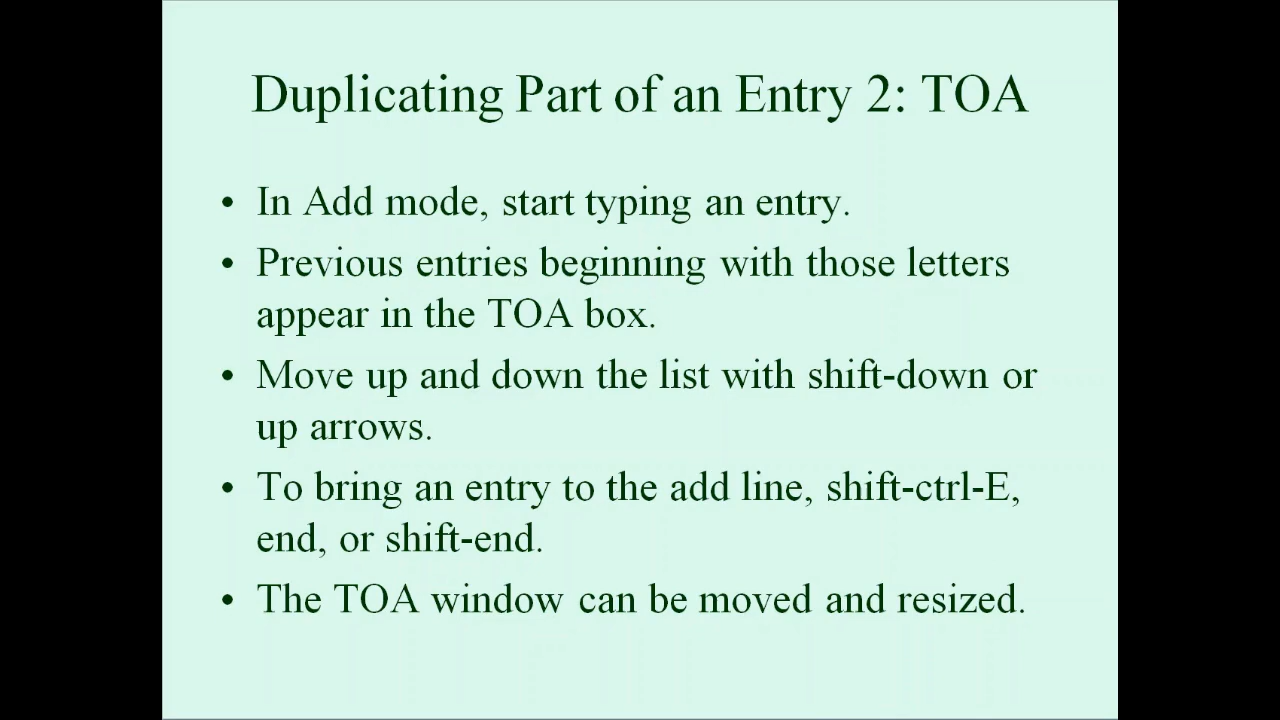 Duplicating Part of an Entry 2: TOA
• In Add mode, start typing an entry.
• Previous entries beginning with those letters
appear in the TOA box.
• Move up and down the list with shift-down or
up arrows.
• To bring an entry to the add line, shift-ctrl-E,
end, or shift-end.
• The TOA window can be moved and resized.